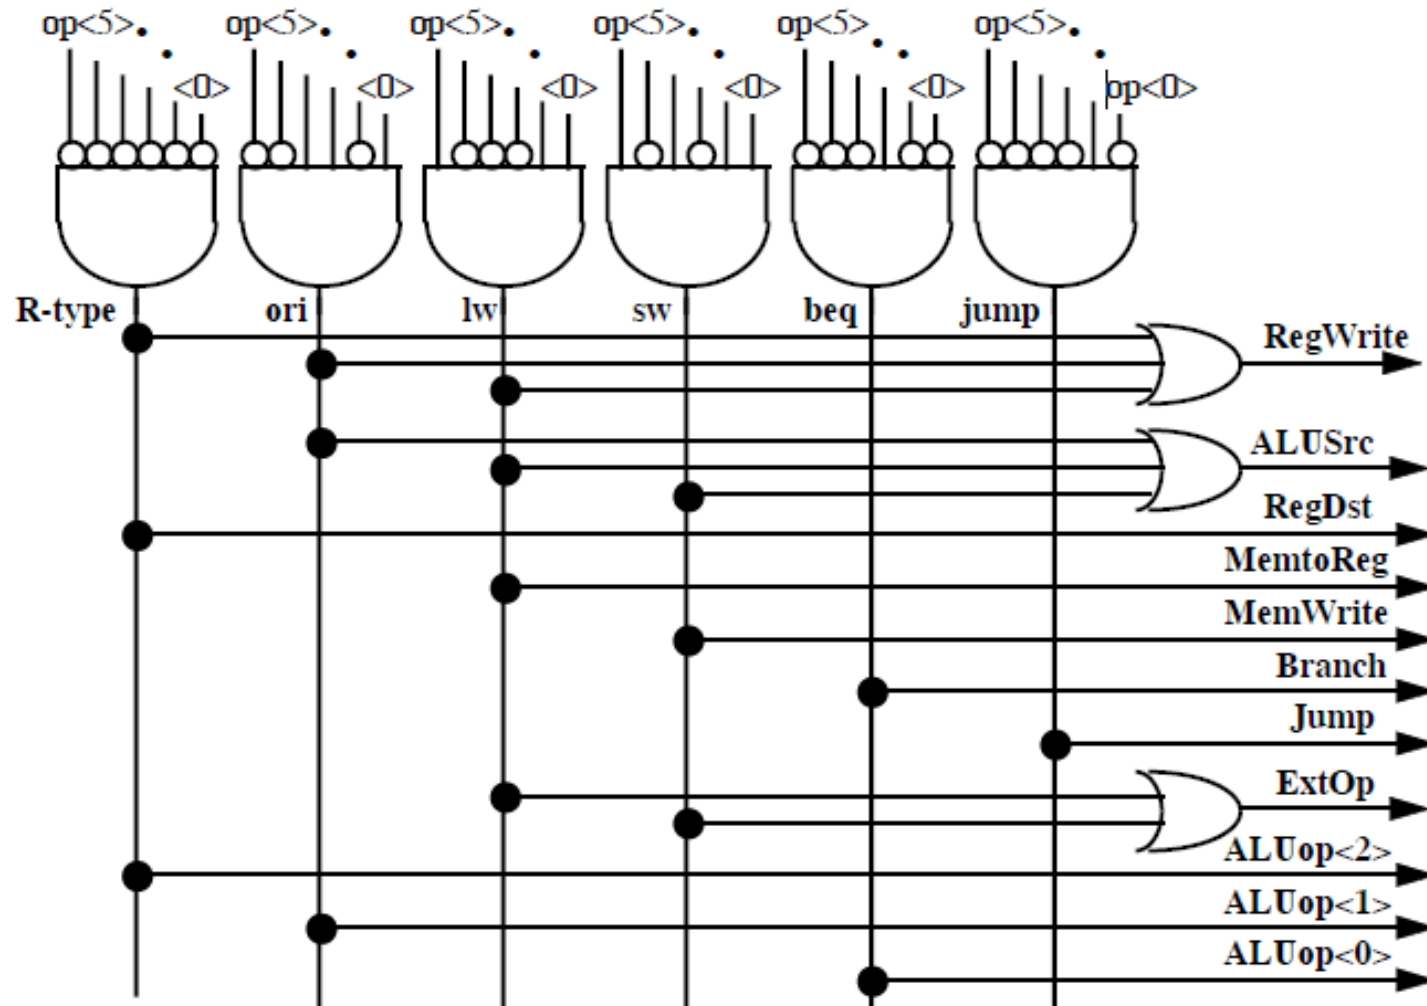 op<5>.. op<5>.. op<5>.. op<5>.. op<5>.. op<5>..
<0> <0> <0> <0> <0> op<0>
R-type ori lw sw beq jump
RegWrite
ALUSrc
RegDst
MemtoReg
MemWrite
Branch
Jump
ExtOp
ALUop<2>
ALUop<1>
ALUop<0>